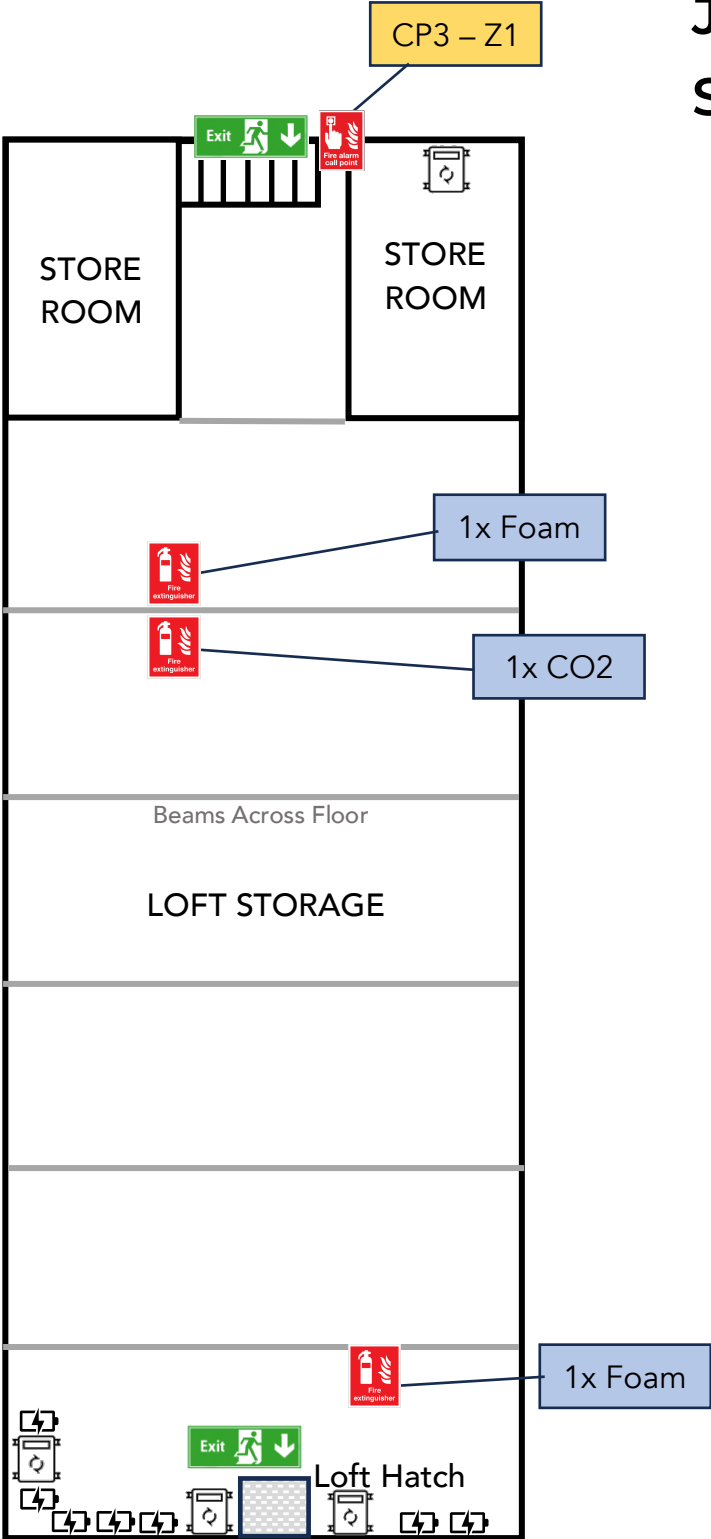 CP3 – Z1
Exit
Fire alarm
call point
STORE
ROOM
STORE
ROOM
1x Foam
Fire
extinguisher
Fire
extinguisher
1x CO2
Beams Across Floor
LOFT STORAGE
Fire
extinguisher
1x Foam
Exit
Loft Hatch